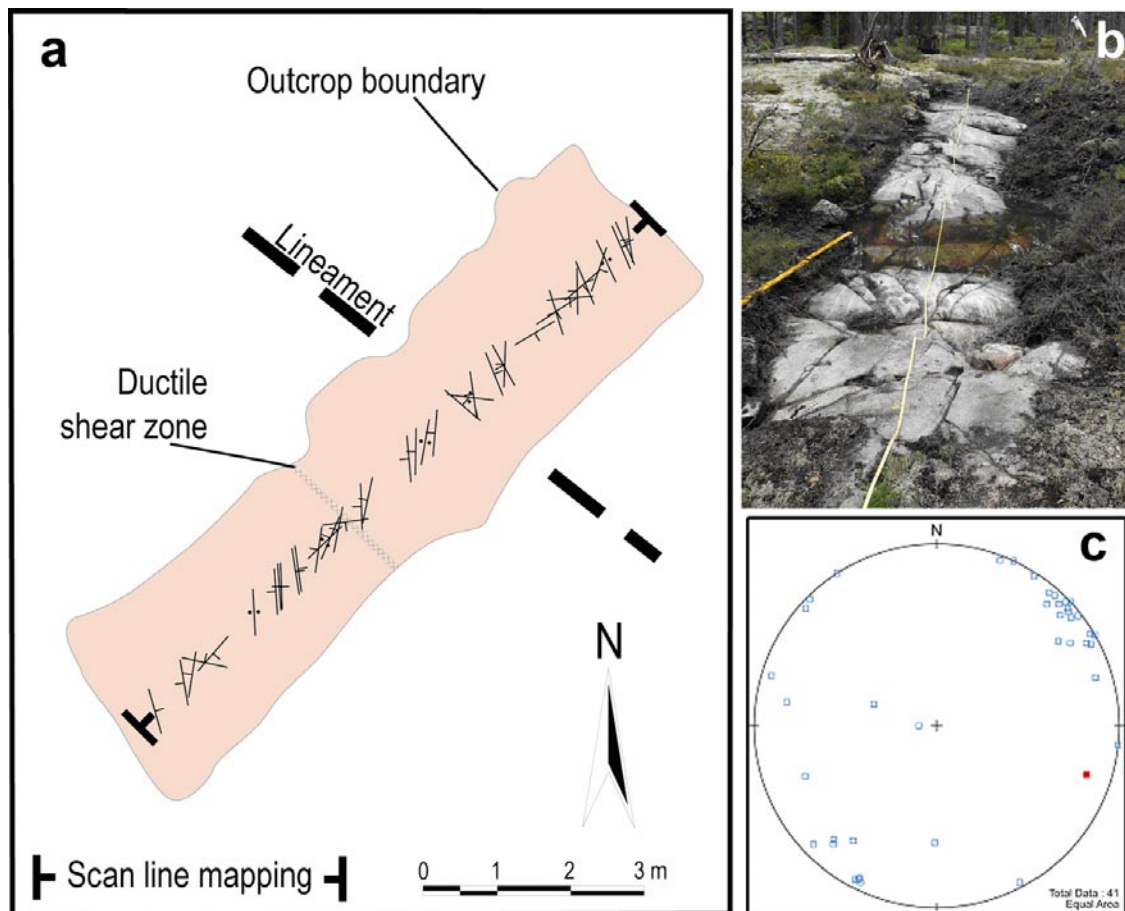 a
Outcrop boundary
Lineament
Ductile
shear zone
N
Scan line mapping
0 1 2 3 m
b
c
N
Total Data : 41
Equal Area